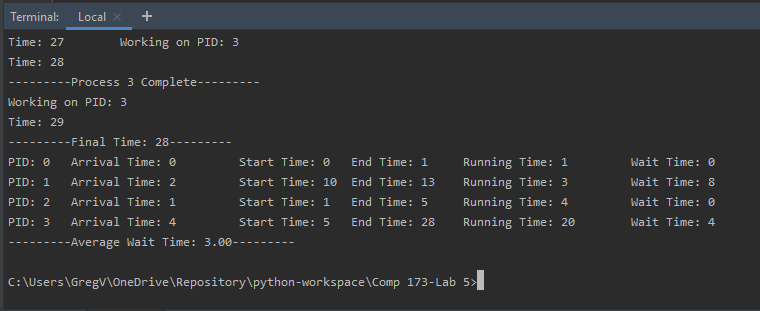 Terminal: Local × +
Time: 27 Working on PID: 3
Time: 28
---------Process 3 Complete---------
Working on PID: 3
Time: 29
---------Final Time: 28---------
PID: 0 Arrival Time: 0 Start Time: 0 End Time: 1 Running Time: 1 Wait Time: 0
PID: 1 Arrival Time: 2 Start Time: 10 End Time: 13 Running Time: 3 Wait Time: 8
PID: 2 Arrival Time: 1 Start Time: 1 End Time: 5 Running Time: 4 Wait Time: 0
PID: 3 Arrival Time: 4 Start Time: 5 End Time: 28 Running Time: 20 Wait Time: 4
---------Average Wait Time: 3.00---------
C:\Users\GregV\OneDrive\Repository\python-workspace\Comp 173-Lab 5>